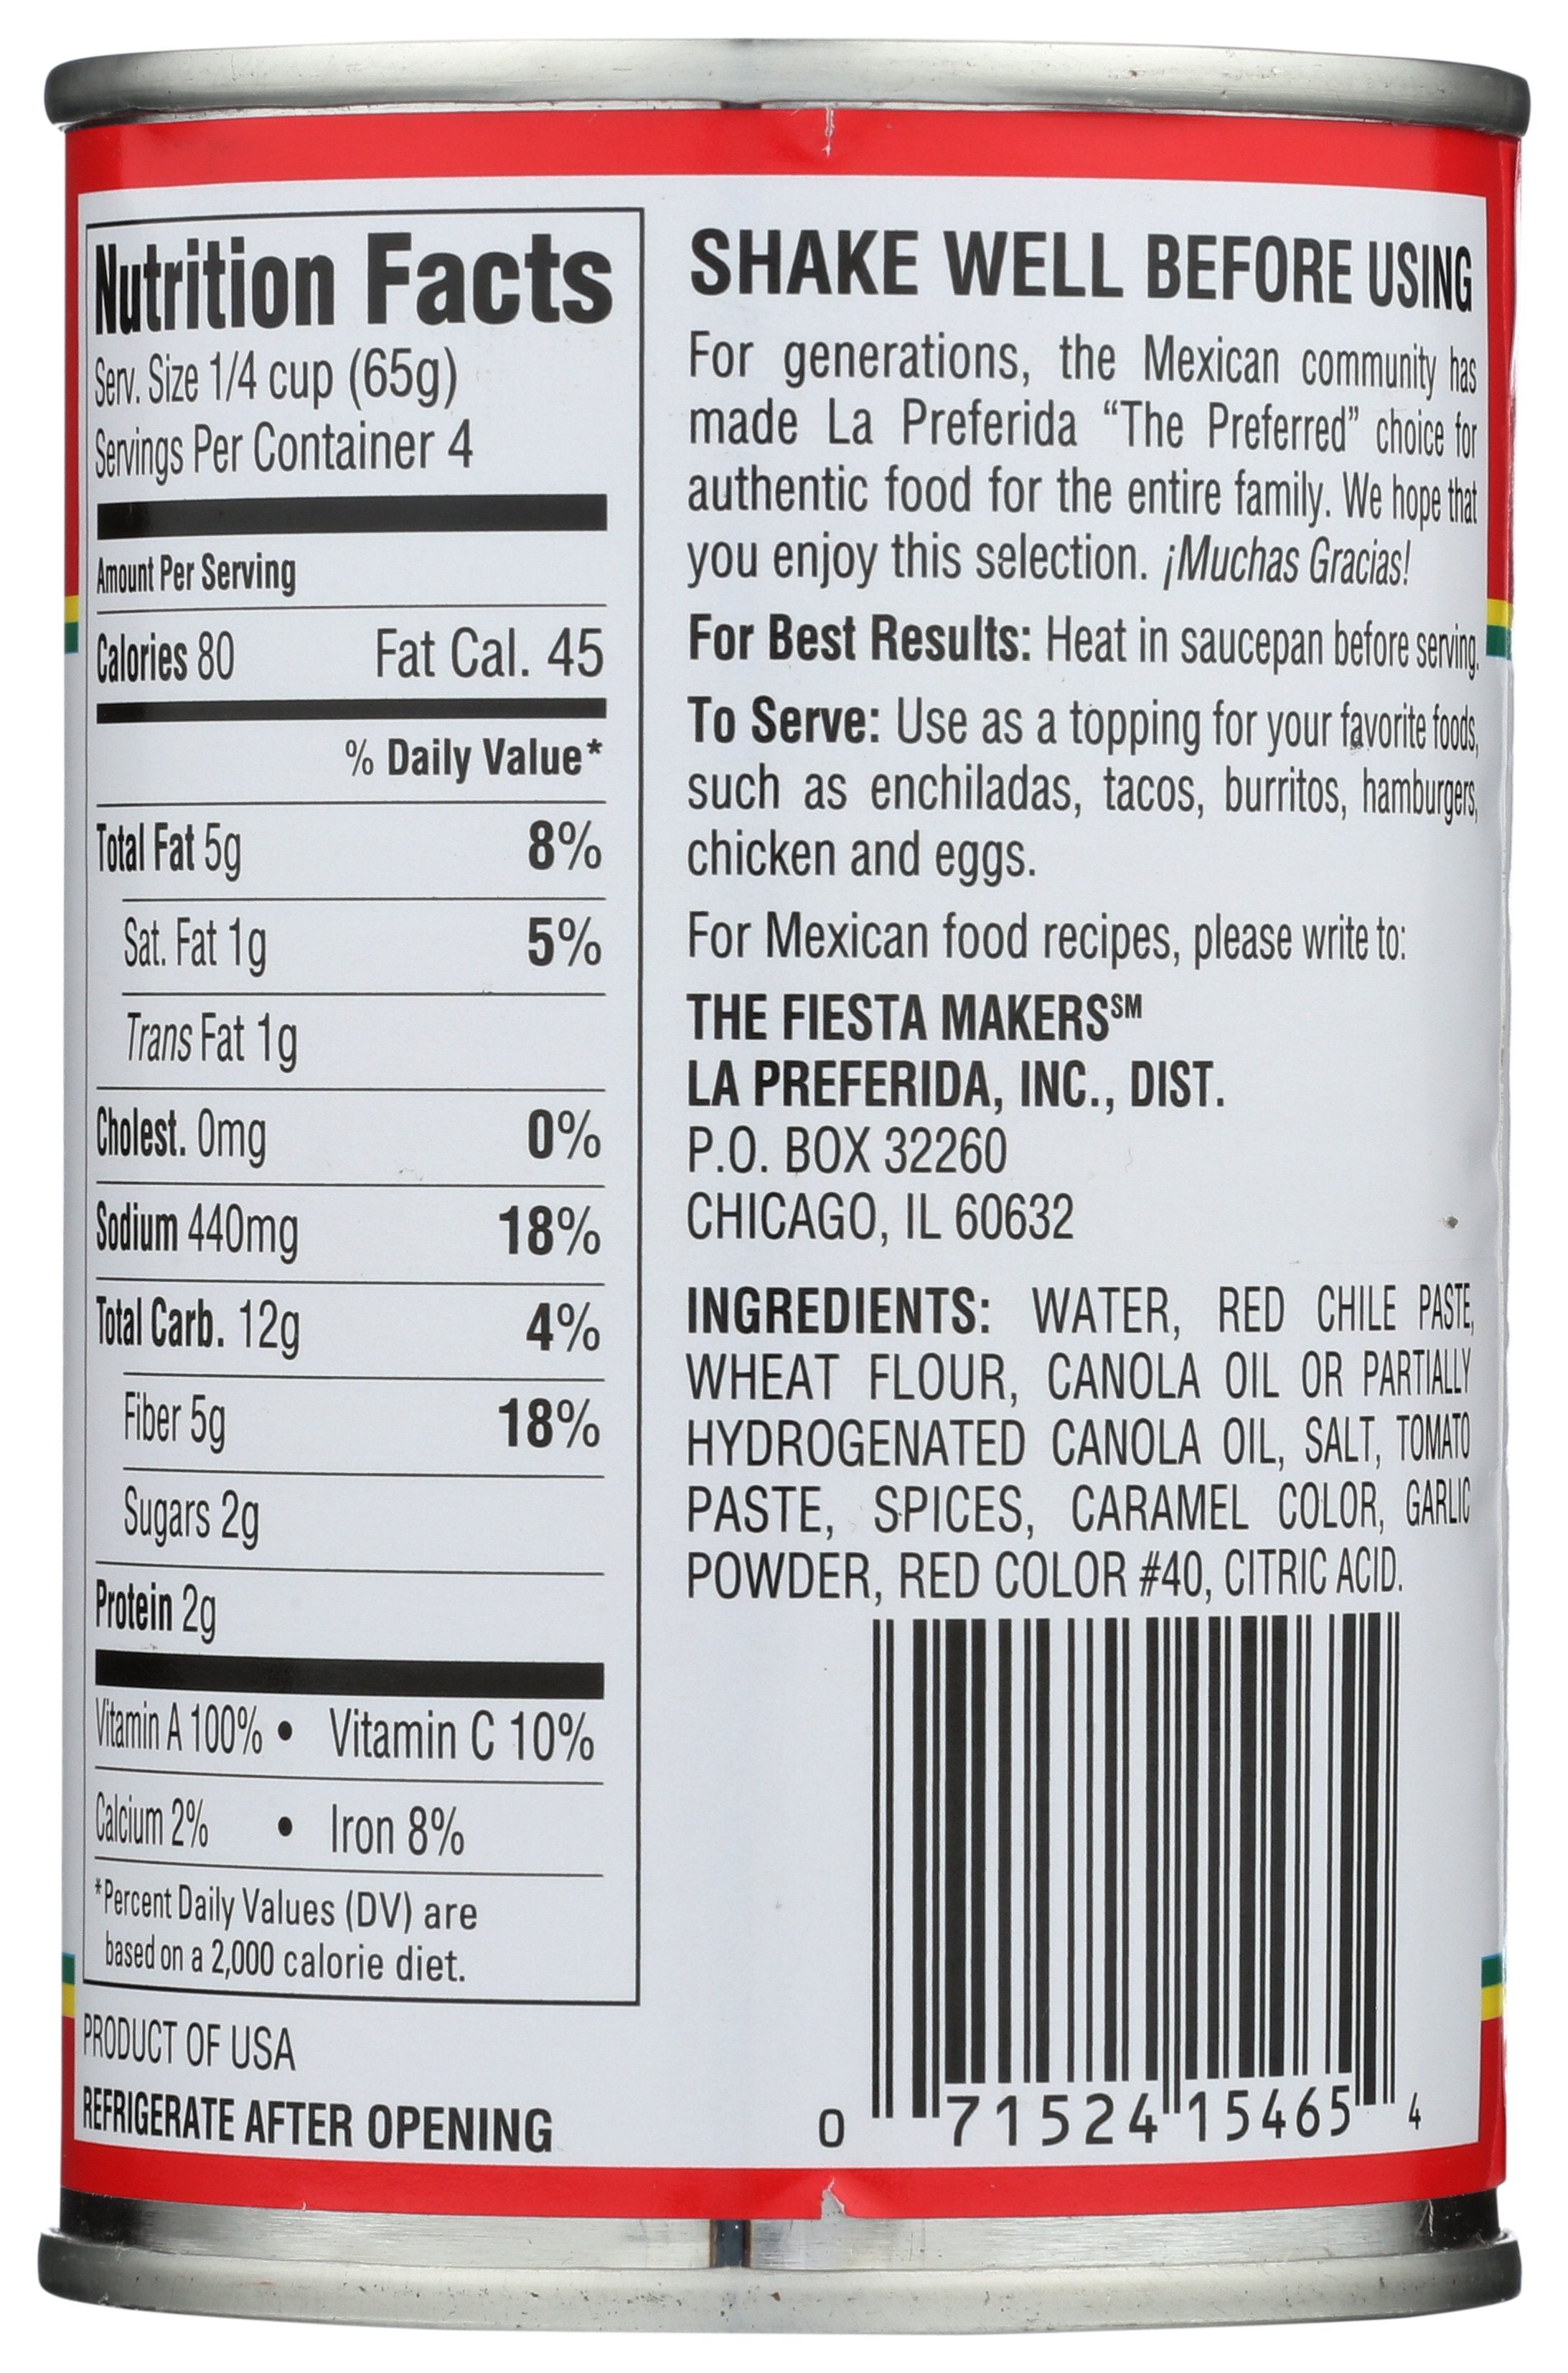 Nutrition Facts
Serv. Size 1/4 cup (65g)
Servings Per Container 4
Amount Per Serving
Calories 80 Fat Cal. 45
% Daily Value*
Total Fat 5g 8%
Sat. Fat 1g 5%
Trans Fat 1g
Cholest. 0mg 0%
Sodium 440mg 18%
Total Carb. 12g 4%
Fiber 5g 18%
Sugars 2g
Protein 2g
Vitamin A 100% • Vitamin C 10%
Calcium 2% • Iron 8%
*Percent Daily Values (DV) are
based on a 2,000 calorie diet.
PRODUCT OF USA
REFRIGERATE AFTER OPENING
SHAKE WELL BEFORE USING
For generations, the Mexican community has
made La Preferida “The Preferred” choice for
authentic food for the entire family. We hope that
you enjoy this selection. ¡Muchas Gracias!
For Best Results: Heat in saucepan before serving.
To Serve: Use as a topping for your favorite foods,
such as enchiladas, tacos, burritos, hamburgers,
chicken and eggs.
For Mexican food recipes, please write to:
THE FIESTA MAKERS℠
LA PREFERIDA, INC., DIST.
P.O. BOX 32260
CHICAGO, IL 60632
INGREDIENTS: WATER, RED CHILE PASTE,
WHEAT FLOUR, CANOLA OIL OR PARTIALLY
HYDROGENATED CANOLA OIL, SALT, TOMATO
PASTE, SPICES, CARAMEL COLOR, GARLIC
POWDER, RED COLOR #40, CITRIC ACID.
0 71524 15465 4